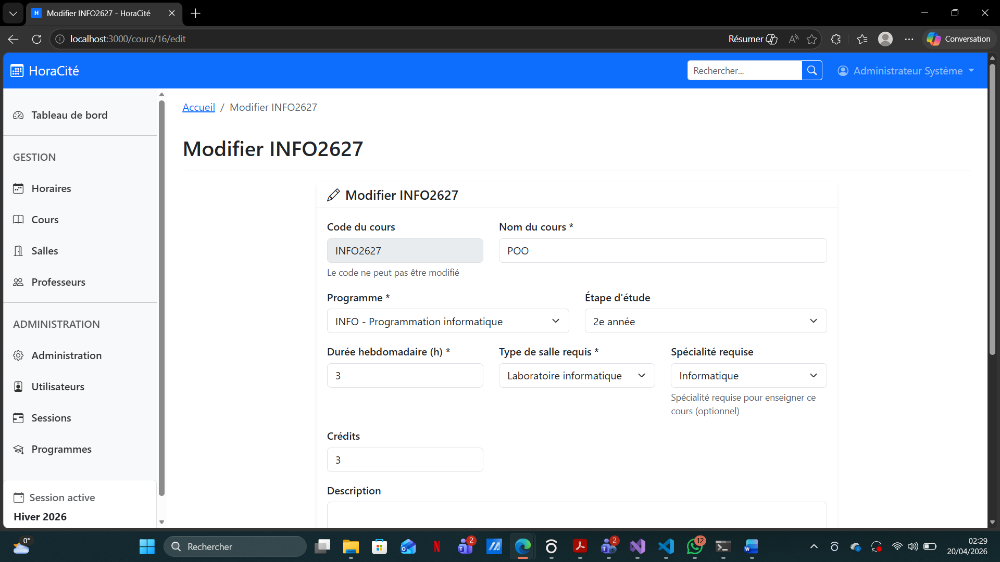 Modifier INFO2627 - HoraCité
localhost:3000/cours/16/edit
Résumer
Conversation
HoraCité
Rechercher...
Administrateur Système
Tableau de bord
GESTION
Horaires
Cours
Salles
Professeurs
ADMINISTRATION
Administration
Utilisateurs
Sessions
Programmes
Session active
Hiver 2026
Accueil / Modifier INFO2627
Modifier INFO2627
Modifier INFO2627
Code du cours
Nom du cours *
INFO2627
POO
Le code ne peut pas être modifié
Programme *
Étape d'étude
INFO - Programmation informatique
2e année
Durée hebdomadaire (h) *
Type de salle requis *
Spécialité requise
3
Laboratoire informatique
Informatique
Spécialité requise pour enseigner ce
cours (optionnel)
Crédits
3
Description
0°
Rechercher
2
2
12
02:29
20/04/2026